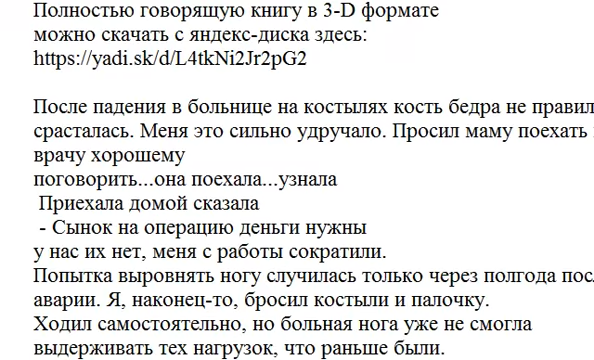 Полностью говорящую книгу в 3-D формате
можно скачать с яндекс-диска здесь:
https://yadi.sk/d/L4tkNi2Jr2pG2
После падения в больнице на костылях кость бедра не правил
срасталась. Меня это сильно удручало. Просил маму поехать
врачу хорошему
поговорить...она поехала...узнала
Приехала домой сказала
- Сынок на операцию деньги нужны
у нас их нет, меня с работы сократили.
Попытка выровнять ногу случилась только через полгода пос
аварии. Я, наконец-то, бросил костыли и палочку.
Ходил самостоятельно, но больная нога уже не смогла
выдерживать тех нагрузок, что раньше были.